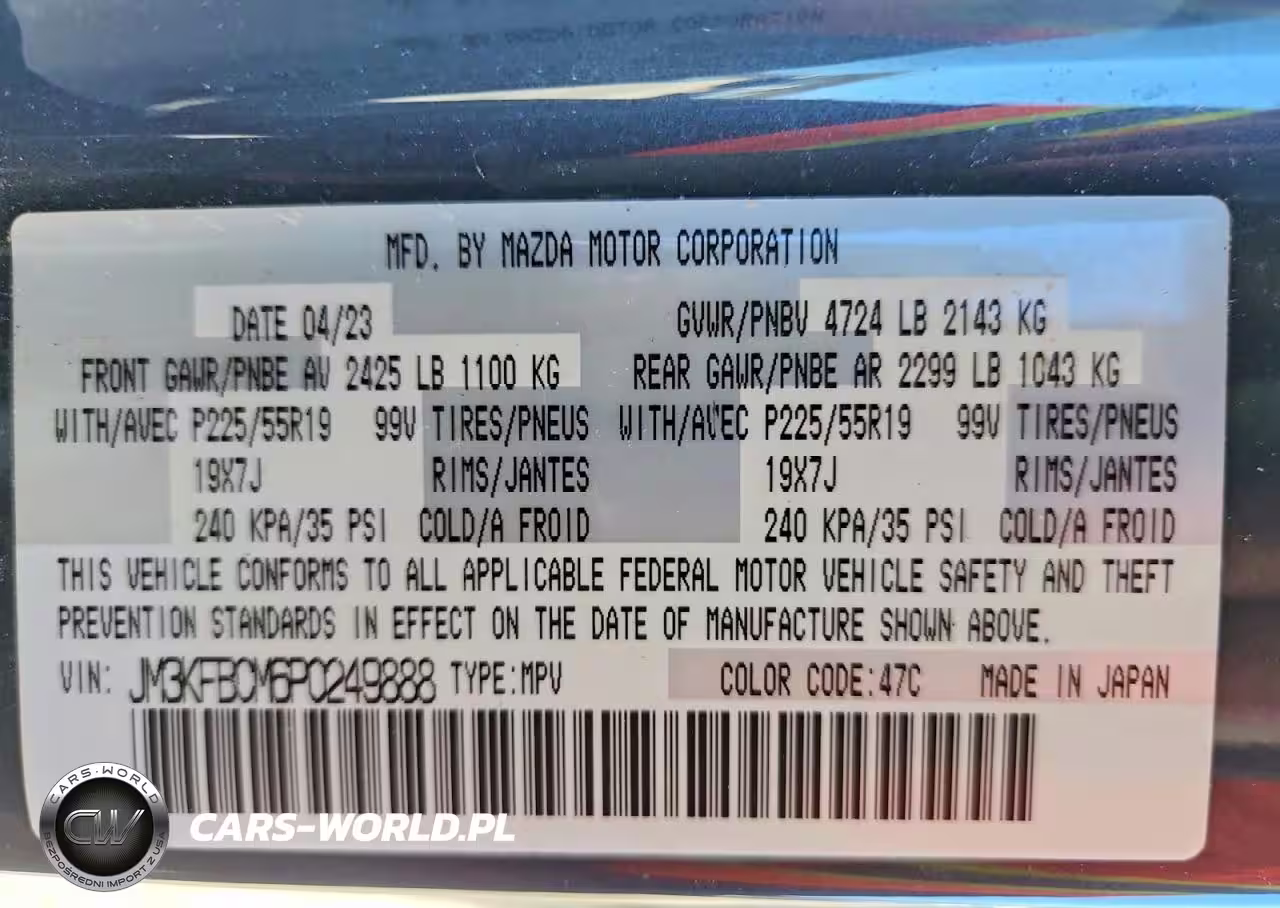 MFD. BY MAZDA MOTOR CORPORATION
DATE 04/23 GVWR/PNBV 4724 LB 2143 KG
FRONT GAWR/PNBE AV 2425 LB 1100 KG REAR GAWR/PNBE AR 2299 LB 1043 KG
WITH/AVEC P225/55R19 99V TIRES/PNEUS WITH/AVEC P225/55R19 99V TIRES/PNEUS
19X7J RIMS/JANTES 19X7J RIMS/JANTES
240 KPA/35 PSI COLD/A FROID 240 KPA/35 PSI COLD/A FROID
THIS VEHICLE CONFORMS TO ALL APPLICABLE FEDERAL MOTOR VEHICLE SAFETY AND THEFT
PREVENTION STANDARDS IN EFFECT ON THE DATE OF MANUFACTURE SHOWN ABOVE.
VIN: JM3KFBCM6P0249888 TYPE:MPV COLOR CODE:47C MADE IN JAPAN
CARS-WORLD
CW
BEZPOŚREDNI IMPORT Z USA
CARS-WORLD.PL